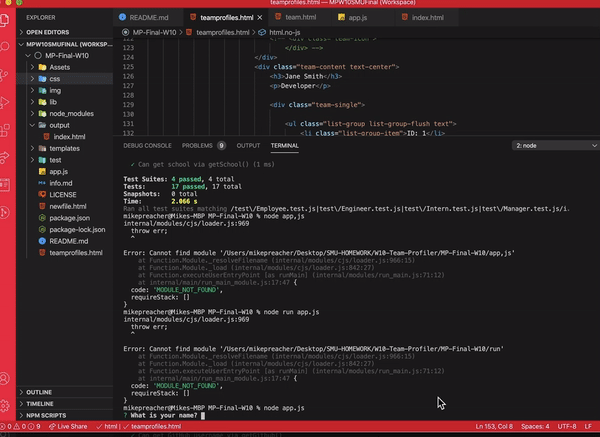 teamprofiles.html — MPW10SMUFinal (Workspace)
EXPLORER
OPEN EDITORS
MPW10SMUFINAL (WORKSP...
MP-Final-W10
Assets
css
img
lib
node_modules
output
index.html
templates
test
app.js
info.md
LICENSE
newfile.html
package.json
package-lock.json
README.md
teamprofiles.html
OUTLINE
TIMELINE
NPM SCRIPTS
README.md
teamprofiles.html
team.html
app.js
index.html
MP-Final-W10 > teamprofiles.html > html.no-js
122 <!-- <div class="team-icon">
123 </div> -->
124 </div>
125 <div class="team-content text-center">
126 <h3>Jane Smith</h3>
127 <p>Developer</p>
128
129 <div class="team-single">
130
131 <ul class="list-group list-group-flush text">
132 <li class="list-group-item">ID: 1</li>
DEBUG CONSOLE PROBLEMS 9 OUTPUT TERMINAL 2: node
✓ Can get school via getSchool() (1 ms)
Test Suites: 4 passed, 4 total
Tests: 17 passed, 17 total
Snapshots: 0 total
Time: 2.066 s
Ran all test suites matching /test\/Employee.test.js|test\/Engineer.test.js|test\/Intern.test.js|test\/Manager.test.js/i.
mikepreacher@Mikes-MBP MP-Final-W10 % node app,js
internal/modules/cjs/loader.js:969
throw err;
^
Error: Cannot find module '/Users/mikepreacher/Desktop/SMU-HOMEWORK/W10-Team-Profiler/MP-Final-W10/app,js'
at Function.Module._resolveFilename (internal/modules/cjs/loader.js:966:15)
at Function.Module._load (internal/modules/cjs/loader.js:842:27)
at Function.executeUserEntryPoint [as runMain] (internal/modules/run_main.js:71:12)
at internal/main/run_main_module.js:17:47 {
code: 'MODULE_NOT_FOUND',
requireStack: []
}
mikepreacher@Mikes-MBP MP-Final-W10 % node run app.js
internal/modules/cjs/loader.js:969
throw err;
^
Error: Cannot find module '/Users/mikepreacher/Desktop/SMU-HOMEWORK/W10-Team-Profiler/MP-Final-W10/run'
at Function.Module._resolveFilename (internal/modules/cjs/loader.js:966:15)
at Function.Module._load (internal/modules/cjs/loader.js:842:27)
at Function.executeUserEntryPoint [as runMain] (internal/modules/run_main.js:71:12)
at internal/main/run_main_module.js:17:47 {
code: 'MODULE_NOT_FOUND',
requireStack: []
}
mikepreacher@Mikes-MBP MP-Final-W10 % node app.js
? What is your name?
0 0 9 Live Share html teamprofiles.html Ln 153, Col 8 Spaces: 4 UTF-8 LF